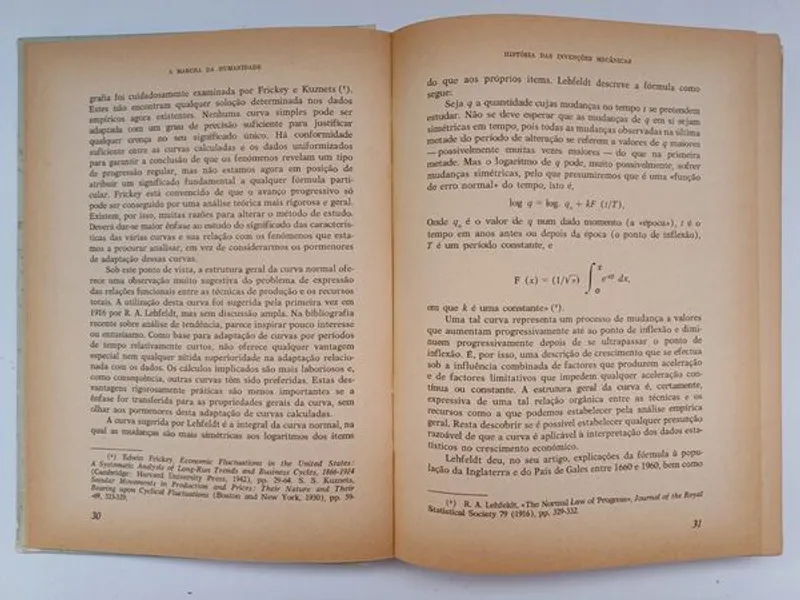 A MARCHA DA HUMANIDADE
grafia foi cuidadosamente examinada por Frickey e Kuznets (¹).
Estes não encontram qualquer solução determinada nos dados
empíricos agora existentes. Nenhuma curva simples pode ser
adaptada com um grau de precisão suficiente para justificar
qualquer crença no seu significado único. Há conformidade
suficiente entre as curvas calculadas e os dados uniformizados
para garantir a conclusão de que os fenómenos revelam um tipo
de progressão regular, mas não estamos agora em posição de
atribuir um significado fundamental a qualquer fórmula parti-
cular. Frickey está convencido de que o avanço progressivo só
pode ser conseguido por uma análise teórica mais rigorosa e geral.
Existem, por isso, muitas razões para alterar o método de estudo.
Deverá dar-se maior ênfase ao estudo do significado das caracterís-
ticas das várias curvas e sua relação com os fenómenos que esta-
mos a procurar analisar, em vez de considerarmos os pormenores
de adaptação dessas curvas.
Sob este ponto de vista, a estrutura geral da curva normal ofe-
rece uma observação muito sugestiva do problema de expressão
das relações funcionais entre as técnicas de produção e os recursos
totais. A utilização desta curva foi sugerida pela primeira vez em
1916 por R. A. Lehfeldt, mas sem discussão ampla. Na bibliografia
recente sobre análise de tendência, parece inspirar pouco interesse
ou entusiasmo. Como base para adaptação de curvas por períodos
de tempo relativamente curtos, não oferece qualquer vantagem
especial nem qualquer nítida superioridade na adaptação relacio-
nada com os dados. Os cálculos implicados são mais laboriosos e,
como consequência, outras curvas têm sido preferidas. Estas des-
vantagens rigorosamente práticas são menos importantes se a
ênfase for transferida para as propriedades gerais da curva, sem
olhar aos pormenores desta adaptação de curvas calculadas.
A curva sugerida por Lehfeldt é a integral da curva normal, na
qual as mudanças são mais simétricas aos logaritmos dos items
(¹) Edwin Frickey, Economic Fluctuations in the United States:
A Systematic Analysis of Long-Run Trends and Business Cycles, 1866-1914
(Cambridge: Harvard University Press, 1942), pp. 29-64. S. S. Kuznets,
Secular Movements in Production and Prices: Their Nature and Their
Bearing upon Cyclical Fluctuations (Boston and New York, 1930), pp. 59-
-69, 323-325.
30
HISTÓRIA DAS INVENÇÕES MECÂNICAS
do que aos próprios items. Lehfeldt descreve a fórmula como
segue:
Seja q a quantidade cujas mudanças no tempo t se pretendem
estudar. Não se deve esperar que as mudanças de q em si sejam
simétricas em tempo, pois todas as mudanças observadas na última
metade do período de alteração se referem a valores de q maiores
— possivelmente muitas vezes maiores — do que na primeira
metade. Mas o logaritmo de q pode, muito possivelmente, sofrer
mudanças simétricas, pelo que presumiremos que é uma «função
de erro normal» do tempo, isto é,
log q = log. q₀ + kF (t/T),
Onde q₀ é o valor de q num dado momento (a «época»), t é o
tempo em anos antes ou depois da época (o ponto de inflexão),
T é um período constante, e
F (x) = (1/√π) ∫₀ˣ dx,
em que k é uma constante» (²).
Uma tal curva representa um processo de mudança a valores
que aumentam progressivamente até ao ponto de inflexão e dimi-
nuem progressivamente depois de se ultrapassar o ponto de
inflexão. É, por isso, uma descrição de crescimento que se efectua
sob a influência combinada de factores que produzem aceleração
e de factores limitativos que impedem qualquer aceleração con-
tínua ou constante. A estrutura geral da curva é, certamente,
expressiva de uma tal relação orgânica entre as técnicas e os
recursos como a que podemos estabelecer pela análise empírica
geral. Resta descobrir se é possível estabelecer qualquer presunção
razoável de que a curva é aplicável à interpretação dos dados esta-
tísticos no crescimento económico.
Lehfeldt deu, no seu artigo, explicações da fórmula à popu-
lação da Inglaterra e do País de Gales entre 1660 e 1960, bem como
(²) R. A. Lehfeldt, «The Normal Law of Progress», Journal of the Royal
Statistical Society 79 (1916), pp. 329-332.
31